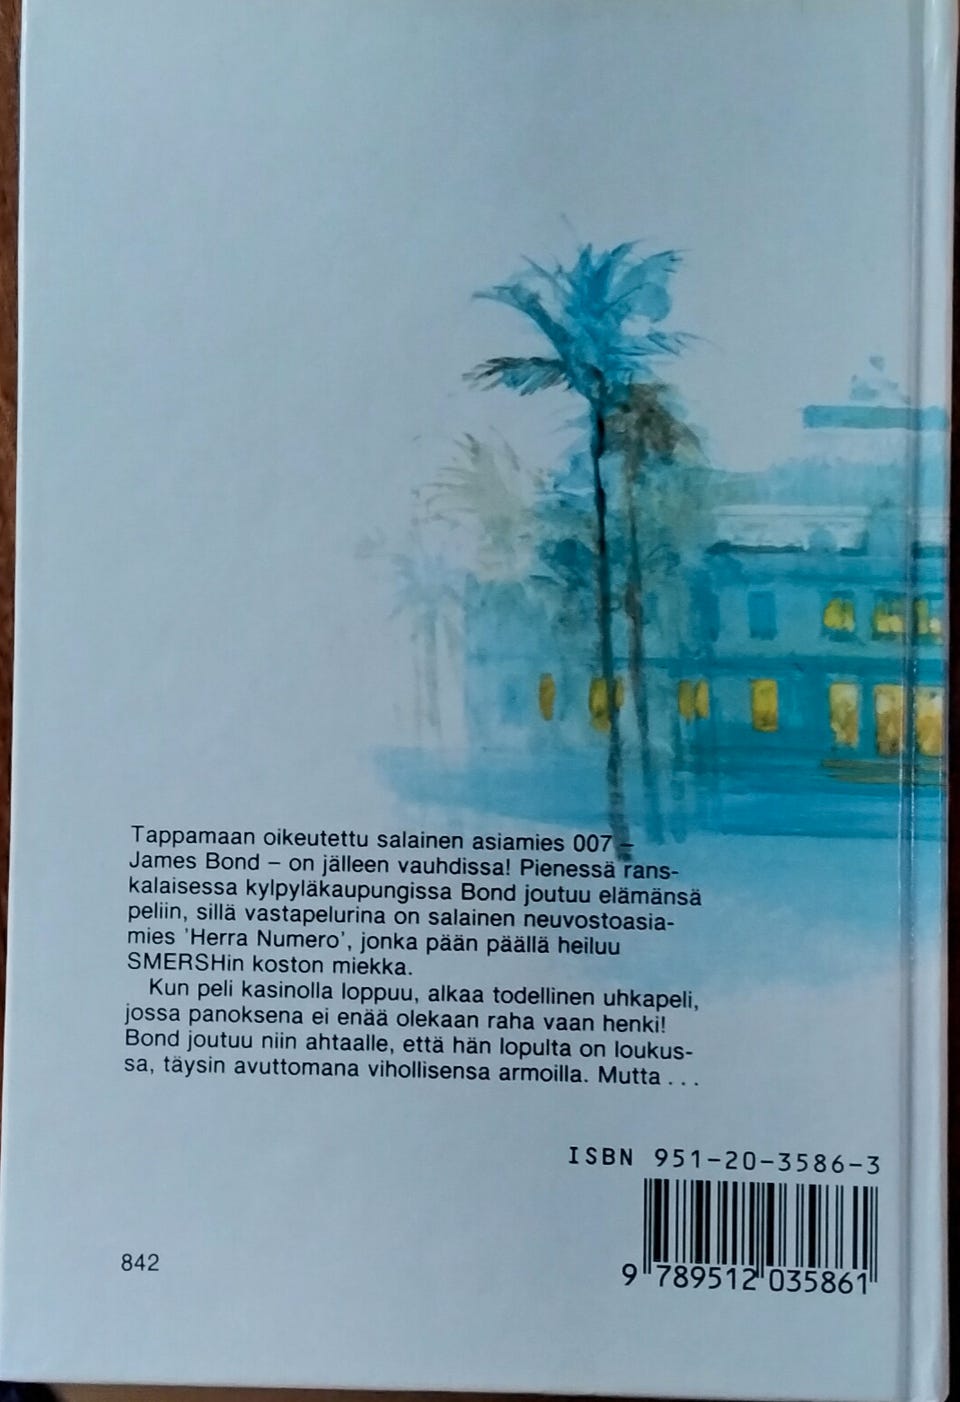 Tappamaan oikeutettu salainen asiamies 007 –
James Bond – on jälleen vauhdissa! Pienessä rans-
kalaisessa kylpyläkaupungissa Bond joutuu elämänsä
peliin, sillä vastapelurina on salainen neuvostoasia-
mies 'Herra Numero', jonka pään päällä heiluu
SMERSHin koston miekka.
Kun peli kasinolla loppuu, alkaa todellinen uhkapeli,
jossa panoksena ei enää olekaan raha vaan henki!
Bond joutuu niin ahtaalle, että hän lopulta on loukus-
sa, täysin avuttomana vihollisensa armoilla. Mutta . . .
ISBN 951-20-3586-3
842
9 789512 035861